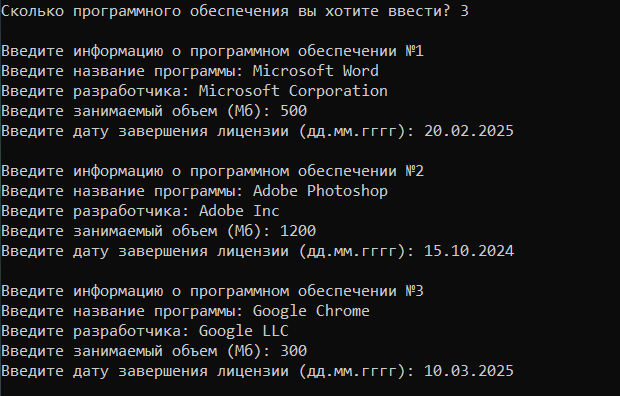 Сколько программного обеспечения вы хотите ввести? 3
Введите информацию о программном обеспечении №1
Введите название программы: Microsoft Word
Введите разработчика: Microsoft Corporation
Введите занимаемый объем (Мб): 500
Введите дату завершения лицензии (дд.мм.гггг): 20.02.2025
Введите информацию о программном обеспечении №2
Введите название программы: Adobe Photoshop
Введите разработчика: Adobe Inc
Введите занимаемый объем (Мб): 1200
Введите дату завершения лицензии (дд.мм.гггг): 15.10.2024
Введите информацию о программном обеспечении №3
Введите название программы: Google Chrome
Введите разработчика: Google LLC
Введите занимаемый объем (Мб): 300
Введите дату завершения лицензии (дд.мм.гггг): 10.03.2025